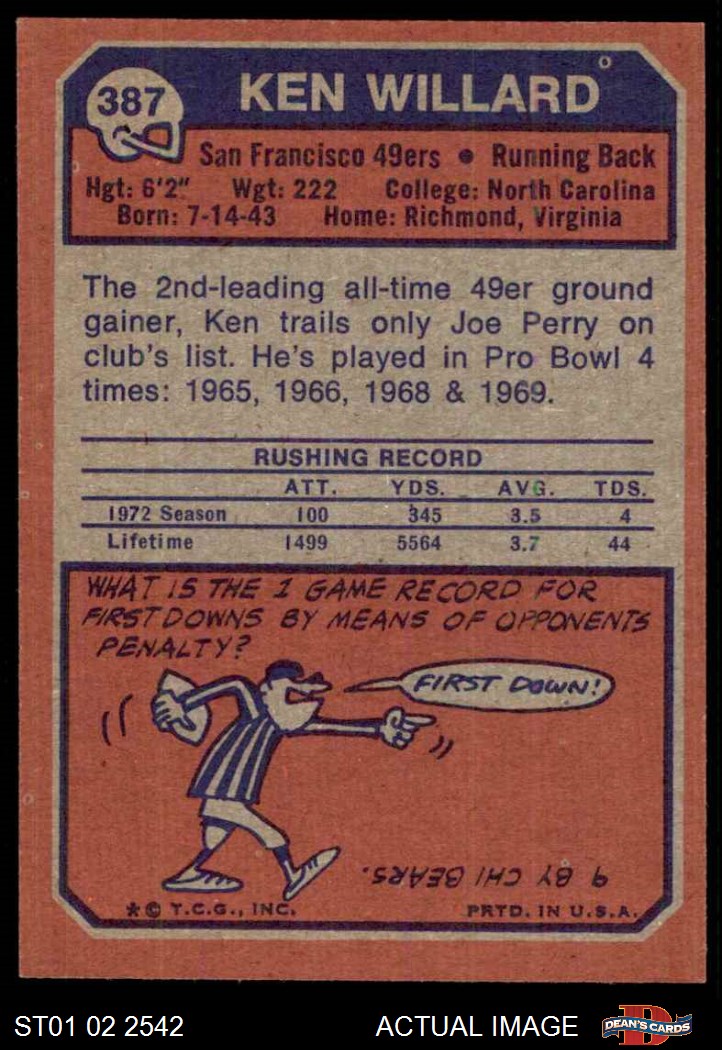 387
KEN WILLARD
San Francisco 49ers • Running Back
Hgt: 6'2" Wgt: 222 College: North Carolina
Born: 7-14-43 Home: Richmond, Virginia
The 2nd-leading all-time 49er ground
gainer, Ken trails only Joe Perry on
club's list. He's played in Pro Bowl 4
times: 1965, 1966, 1968 & 1969.
RUSHING RECORD
ATT. YDS. AVG. TDS.
1972 Season 100 345 3.5 4
Lifetime 1499 5564 3.7 44
WHAT IS THE 1 GAME RECORD FOR
FIRST DOWNS BY MEANS OF OPPONENTS
PENALTY?
FIRST DOWN!
9 BY CHI BEARS.
*© T.C.G., INC. PRTD. IN U.S.A.
ST01 02 2542 ACTUAL IMAGE D DEAN'S CARDS